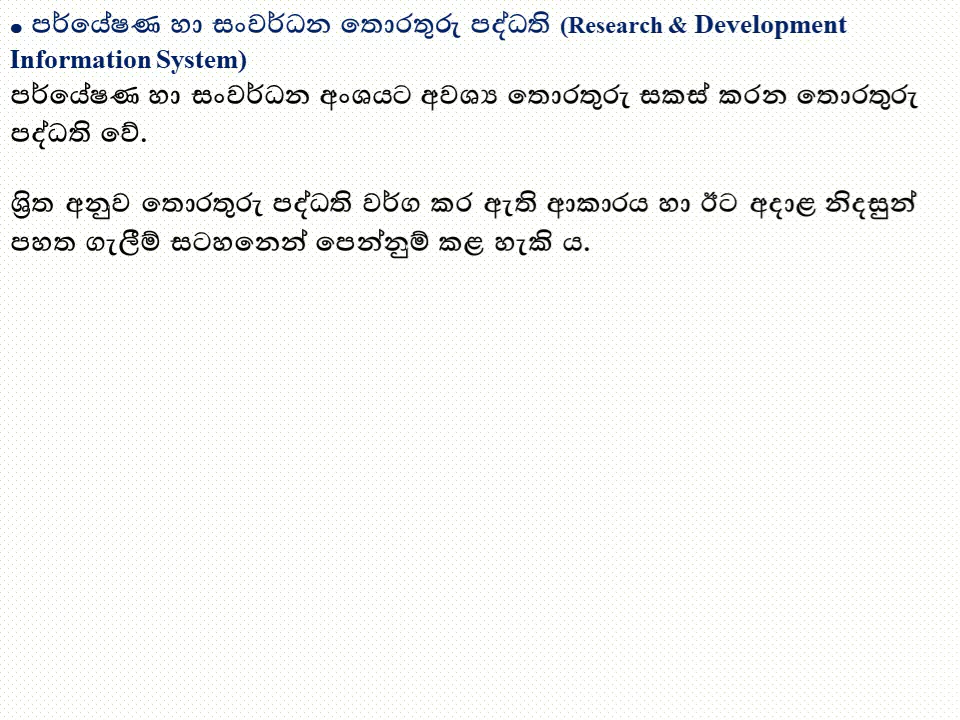 • පර්යේෂණ හා සංවර්ධන තොරතුරු පද්ධති (Research & Development
Information System)
පර්යේෂණ හා සංවර්ධන අංශයට අවශ්‍ය තොරතුරු සකස් කරන තොරතුරු
පද්ධති වේ.
ශ්‍රිත අනුව තොරතුරු පද්ධති වර්ග කර ඇති ආකාරය හා ඊට අදාළ නිදසුන්
පහත ගැලීම් සටහනෙන් පෙන්නුම් කළ හැකි ය.